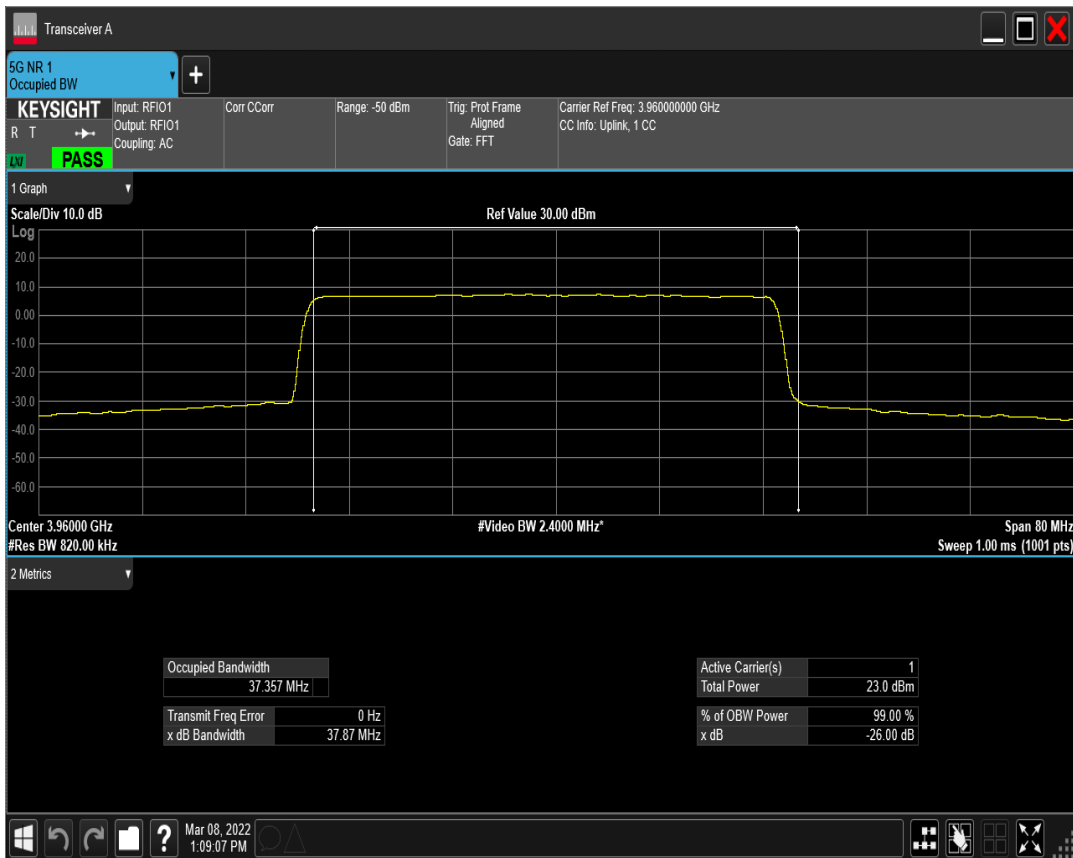 Transceiver A
5G NR 1
Occupied BW
+
KEYSIGHT
R T
LXI
PASS
Input: RFIO1
Output: RFIO1
Coupling: AC
Corr CCorr
Range: -50 dBm
Trig: Prot Frame
Aligned
Gate: FFT
Carrier Ref Freq: 3.960000000 GHz
CC Info: Uplink, 1 CC
1 Graph
Scale/Div 10.0 dB
Ref Value 30.00 dBm
Log
20.0
10.0
0.00
-10.0
-20.0
-30.0
-40.0
-50.0
-60.0
Center 3.96000 GHz
#Video BW 2.4000 MHz*
Span 80 MHz
#Res BW 820.00 kHz
Sweep 1.00 ms (1001 pts)
2 Metrics
Occupied Bandwidth
37.357 MHz
Transmit Freq Error 0 Hz
x dB Bandwidth 37.87 MHz
Active Carrier(s) 1
Total Power 23.0 dBm
% of OBW Power 99.00 %
x dB -26.00 dB
?
Mar 08, 2022
1:09:07 PM